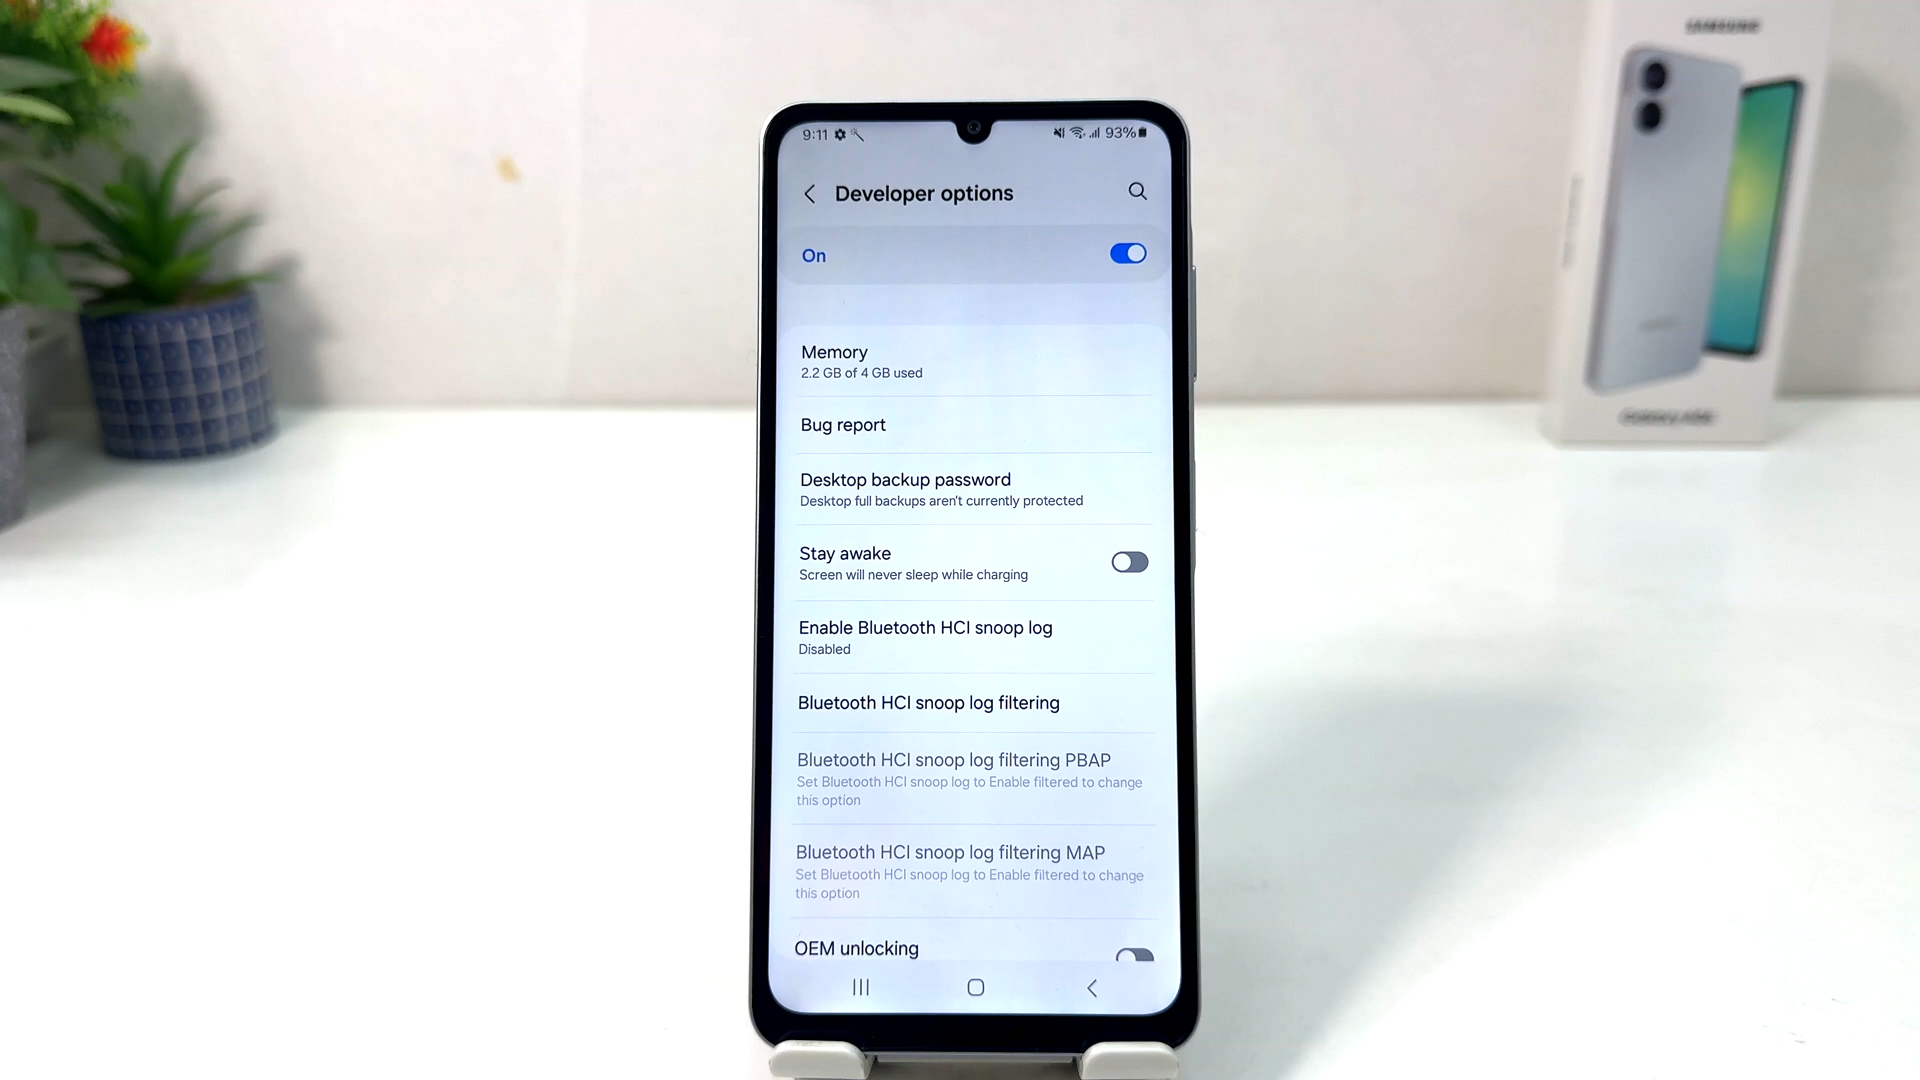 SAMSUNG
9:11
93%
Developer options
On
Memory
2.2 GB of 4 GB used
Bug report
Desktop backup password
Desktop full backups aren't currently protected
Stay awake
Screen will never sleep while charging
Enable Bluetooth HCI snoop log
Disabled
Bluetooth HCI snoop log filtering
Bluetooth HCI snoop log filtering PBAP
Set Bluetooth HCI snoop log to Enable filtered to change
this option
Bluetooth HCI snoop log filtering MAP
Set Bluetooth HCI snoop log to Enable filtered to change
this option
OEM unlocking
Galaxy